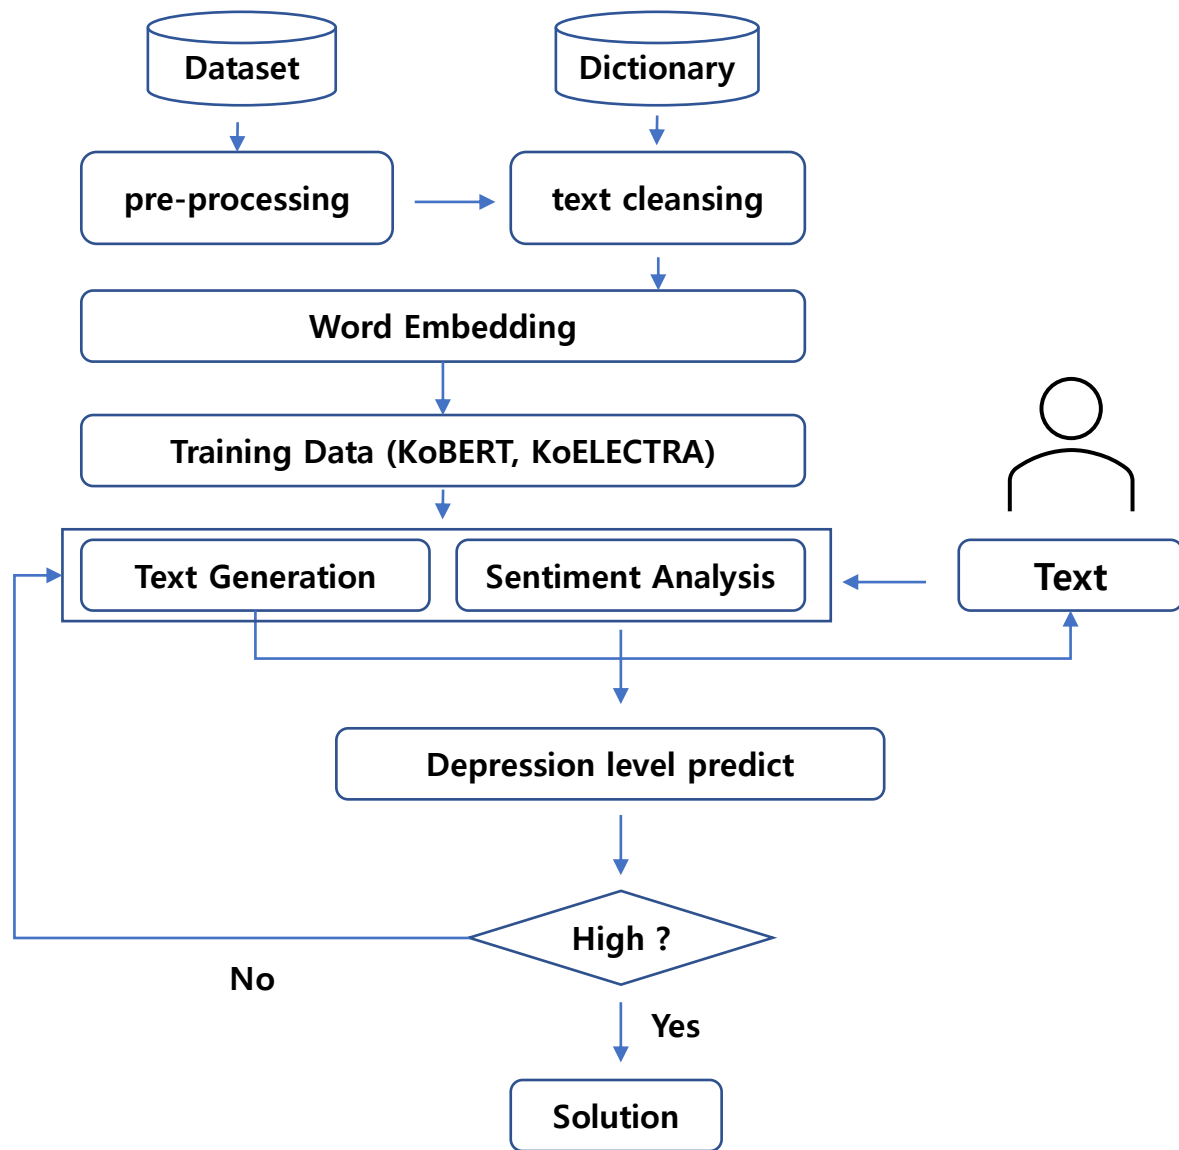 Dataset
Dictionary
pre-processing
text cleansing
Word Embedding
Training Data (KoBERT, KoELECTRA)
Text Generation
Sentiment Analysis
Text
Depression level predict
High ?
No
Yes
Solution